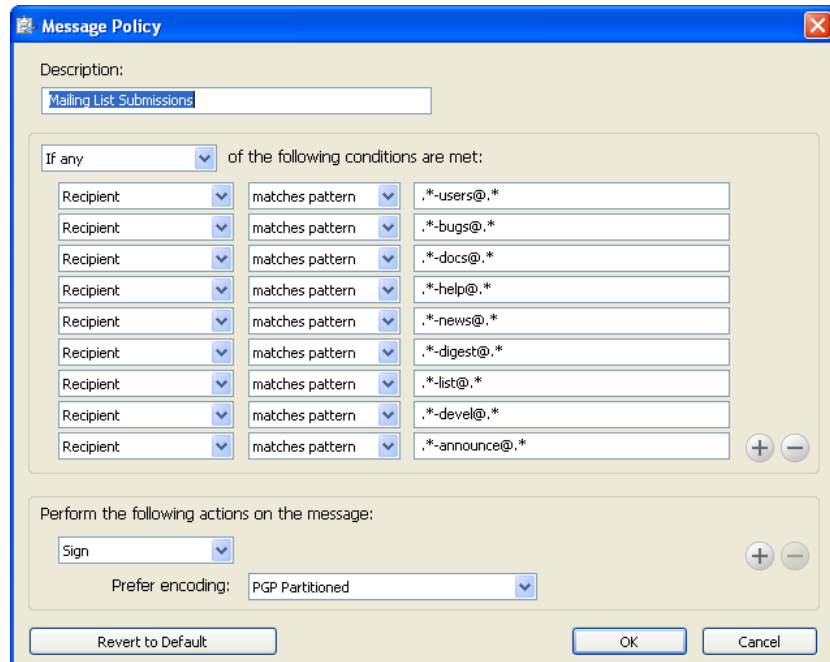 Message Policy
Description:
Mailing List Submissions
If any of the following conditions are met:
Recipient matches pattern .*-users@.*
Recipient matches pattern .*-bugs@.*
Recipient matches pattern .*-docs@.*
Recipient matches pattern .*-help@.*
Recipient matches pattern .*-news@.*
Recipient matches pattern .*-digest@.*
Recipient matches pattern .*-list@.*
Recipient matches pattern .*-devel@.*
Recipient matches pattern .*-announce@.*
Perform the following actions on the message:
Sign
Prefer encoding: PGP Partitioned
Revert to Default OK Cancel